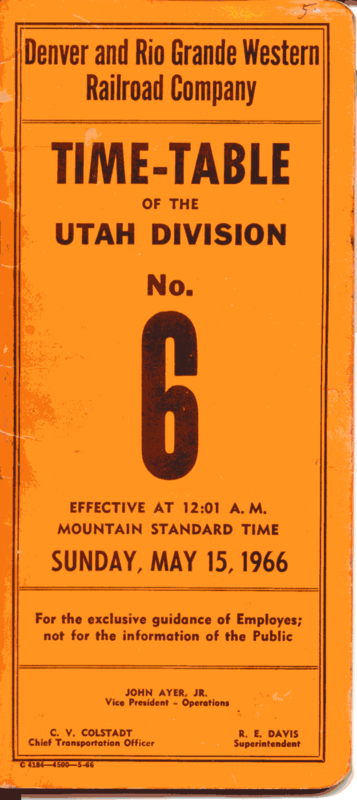 5
Denver and Rio Grande Western
Railroad Company
TIME-TABLE
OF THE
UTAH DIVISION
No.
6
EFFECTIVE AT 12:01 A. M.
MOUNTAIN STANDARD TIME
SUNDAY, MAY 15, 1966
For the exclusive guidance of Employes;
not for the information of the Public
JOHN AYER, JR.
Vice President - Operations
C. V. COLSTADT
Chief Transportation Officer
R. E. DAVIS
Superintendent
C 4184—4500—5-66